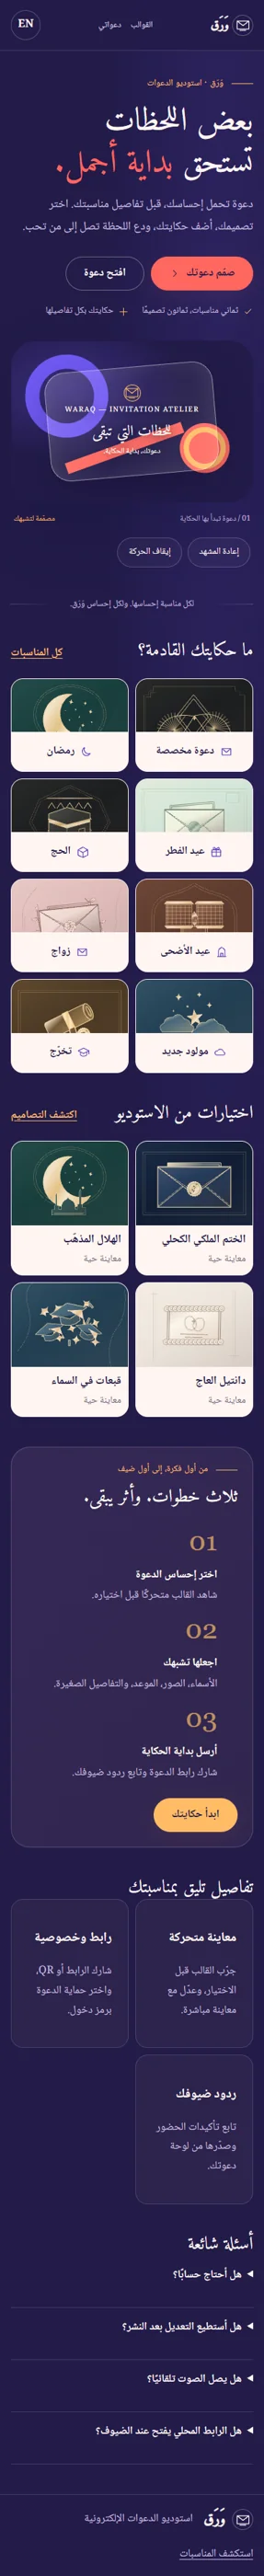 وَرَق
القوالب
دعواتي
EN
وَرَق · استوديو الدعوات
بعض اللحظات
تستحق بداية أجمل.
دعوة تحمل إحساسك، قبل تفاصيل مناسبتك. اختر
تصميمك، أضف حكايتك، ودع اللحظة تصل إلى من تحب.
صمّم دعوتك
افتح دعوة
ثماني مناسبات، ثمانون تصميمًا
حكايتك بكل تفاصيلها
WARAQ — INVITATION ATELIER
للحظات التي تبقى
دعوتك، بداية الحكاية.
01 / دعوة تبدأ بها الحكاية
مصمّمة لتشبهك
إعادة المشهد
إيقاف الحركة
لكل مناسبة إحساسها. ولكل إحساس وَرَق.
ما حكايتك القادمة؟
كل المناسبات
دعوة مخصصة
رمضان
عيد الفطر
الحج
عيد الأضحى
زواج
مولود جديد
تخرّج
اختيارات من الاستوديو
اكتشف التصاميم
الختم الملكي الكحلي
معاينة حية
الهلال المذهّب
معاينة حية
دانتيل العاج
معاينة حية
قبعات في السماء
معاينة حية
من أول فكرة، إلى أول ضيف
ثلاث خطوات. وأثر يبقى.
01
اختر إحساس الدعوة
شاهد القالب متحركًا قبل اختياره.
02
اجعلها تشبهك
الأسماء، الصور، الموعد، والتفاصيل الصغيرة.
03
أرسل بداية الحكاية
شارك رابط الدعوة وتابع ردود ضيوفك.
ابدأ حكايتك
تفاصيل تليق بمناسبتك
معاينة متحركة
جرّب القالب قبل
الاختيار، وعدّل مع
معاينة مباشرة.
رابط وخصوصية
شارك الرابط أو QR،
واختر حماية الدعوة
برمز دخول.
ردود ضيوفك
تابع تأكيدات الحضور
وصدّرها من لوحة
دعوتك.
أسئلة شائعة
هل أحتاج حسابًا؟
هل أستطيع التعديل بعد النشر؟
هل يصل الصوت تلقائيًا؟
هل الرابط المحلي يفتح عند الضيوف؟
وَرَق
استوديو الدعوات الإلكترونية
استكشف المناسبات